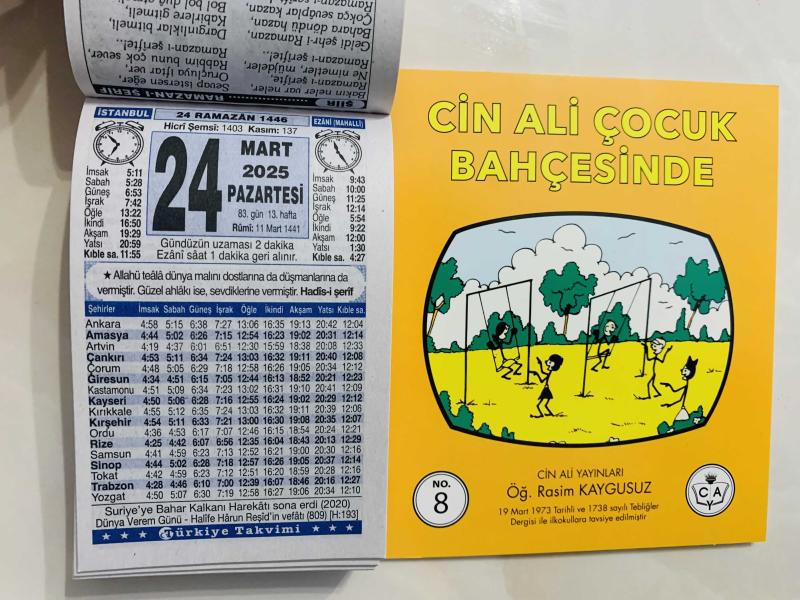 ŞİİR RAMAZAN-I ŞERİF
Bakın neler var neler,
Ramazan-ı şerifte,
Ne nimetler, müjdeler,
Ramazan-ı şerifte!..
Geldi şehr-i Ramazan,
Bahara döndü hazan,
Çokça sevaplar kazan,
Sevap istersen eğer,
Oruçluya iftar ver,
Rabbim bunu çok sever,
Ramazan-ı şerifte!..
Dargınlıklar bitmeli,
Kabirlere gitmeli,
İSTANBUL
24 RAMAZÂN 1446
Hicrî Şemsî: 1403 Kasım: 137
EZÂNÎ (MAHALLÎ)
24
MART
2025
PAZARTESİ
83. gün 13. hafta
Rûmî: 11 Mart 1441
İmsak 5:11
Sabah 5:28
Güneş 6:53
İşrak 7:42
Öğle 13:22
İkindi 16:50
Akşam 19:29
Yatsı 20:59
Kıble sa. 11:55
İmsak 9:43
Sabah 10:00
Güneş 11:25
İşrak 12:14
Öğle 5:54
İkindi 9:22
Akşam 12:00
Yatsı 1:30
Kıble sa. 4:27
Gündüzün uzaması 2 dakika
Ezânî sâat 1 dakika geri alınır.
★ Allahü teâlâ dünya malını dostlarına da düşmanlarına da
vermiştir. Güzel ahlâkı ise, sevdiklerine vermiştir. Hadîs-i şerîf
Şehirler İmsak Sabah Güneş İşrak Öğle İkindi Akşam Yatsı Kıble sa.
Ankara 4:58 5:15 6:38 7:27 13:06 16:35 19:13 20:42 12:04
Amasya 4:44 5:02 6:26 7:15 12:54 16:23 19:02 20:31 12:14
Artvin 4:19 4:37 6:01 6:51 12:30 15:59 18:38 20:08 12:33
Çankırı 4:53 5:11 6:34 7:24 13:03 16:32 19:11 20:40 12:08
Çorum 4:48 5:05 6:29 7:18 12:58 16:26 19:05 20:34 12:12
Giresun 4:34 4:51 6:15 7:05 12:44 16:13 18:52 20:21 12:23
Kastamonu 4:51 5:09 6:34 7:23 13:02 16:31 19:10 20:41 12:09
Kayseri 4:50 5:06 6:28 7:16 12:55 16:24 19:02 20:29 12:12
Kırıkkale 4:55 5:12 6:35 7:24 13:03 16:32 19:11 20:39 12:06
Kırşehir 4:54 5:11 6:33 7:21 13:00 16:30 19:08 20:35 12:07
Ordu 4:36 4:53 6:17 7:07 12:46 16:15 18:54 20:24 12:21
Rize 4:25 4:42 6:07 6:56 12:35 16:04 18:43 20:13 12:29
Samsun 4:41 4:59 6:23 7:13 12:52 16:21 19:00 20:30 12:16
Sinop 4:44 5:02 6:28 7:18 12:57 16:26 19:05 20:37 12:14
Tokat 4:42 4:59 6:23 7:12 12:51 16:20 18:59 20:28 12:16
Trabzon 4:28 4:46 6:10 7:00 12:39 16:07 18:46 20:16 12:27
Yozgat 4:50 5:07 6:30 7:19 12:58 16:27 19:06 20:34 12:10
Suriye'ye Bahar Kalkanı Harekâtı sona erdi (2020)
Dünya Verem Günü - Halîfe Hârun Reşîd'in vefâtı (809) [H:193]
Türkiye Takvimi
CİN ALİ ÇOCUK
BAHÇESİNDE
NO.
8
CİN ALİ YAYINLARI
Öğ. Rasim KAYGUSUZ
19 Mart 1973 Tarihli ve 1738 sayılı Tebliğler
Dergisi ile ilkokullara tavsiye edilmiştir
C A Y